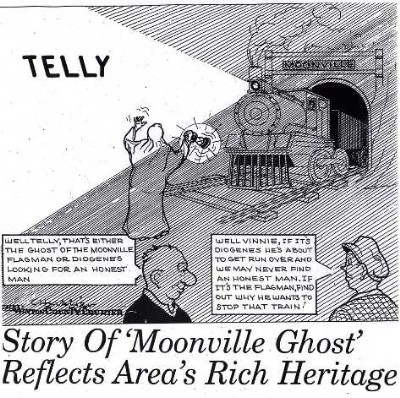 TELLY
MOONVILLE
WELL TELLY, THAT'S EITHER
THE GHOST OF THE MOONVILLE
FLAGMAN OR DIOGENES
LOOKING FOR AN HONEST
MAN
WELL VINNIE, IF IT'S
DIOGENES HE'S ABOUT
TO GET RUN OVER AND
WE MAY NEVER FIND
AN HONEST MAN. IF
IT'S THE FLAGMAN, FIND
OUT WHY HE WANTS TO
STOP THAT TRAIN!
VINTON COUNTY COURIER
Story Of 'Moonville Ghost'
Reflects Area's Rich Heritage